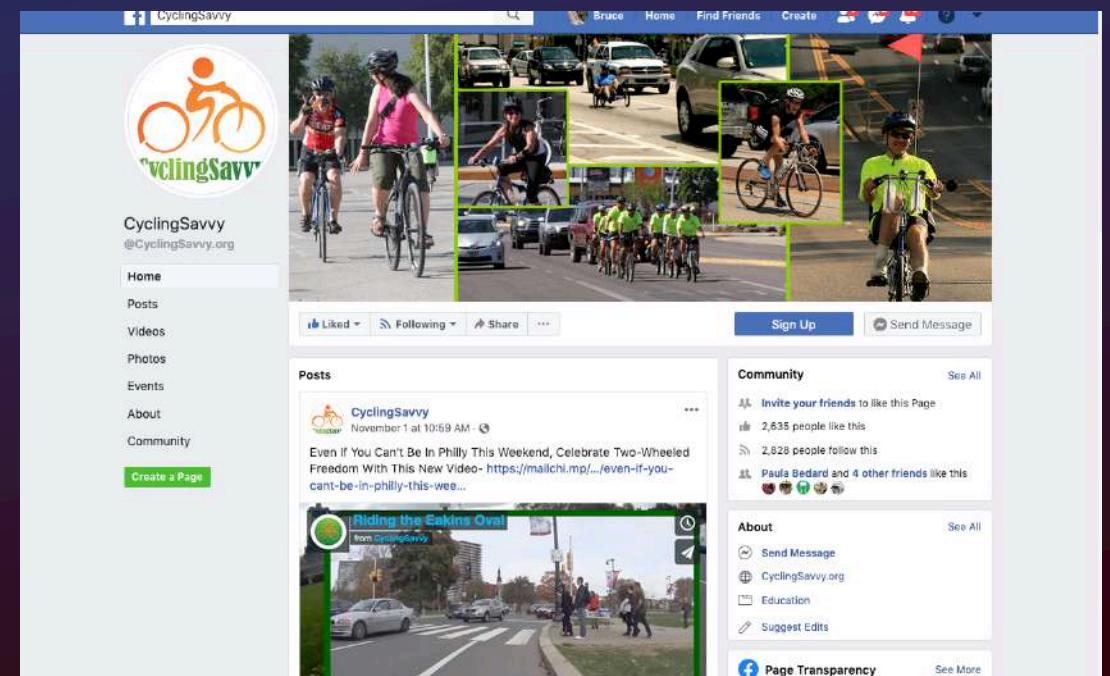 CyclingSavvy
Bruce Home Find Friends Create
CyclingSavvy
CyclingSavvy
@CyclingSavvy.org
Home
Posts
Videos
Photos
Events
About
Community
Create a Page
Liked Following Share ...
Sign Up Send Message
Posts
CyclingSavvy
November 1 at 10:59 AM ·
Even If You Can't Be In Philly This Weekend, Celebrate Two-Wheeled
Freedom With This New Video- https://mailchi.mp/.../even-if-you-
cant-be-in-philly-this-wee...
Riding the Eakins Oval
from CyclingSavvy
Community See All
Invite your friends to like this Page
2,635 people like this
2,828 people follow this
Paula Bedard and 4 other friends like this
About See All
Send Message
CyclingSavvy.org
Education
Suggest Edits
Page Transparency See More